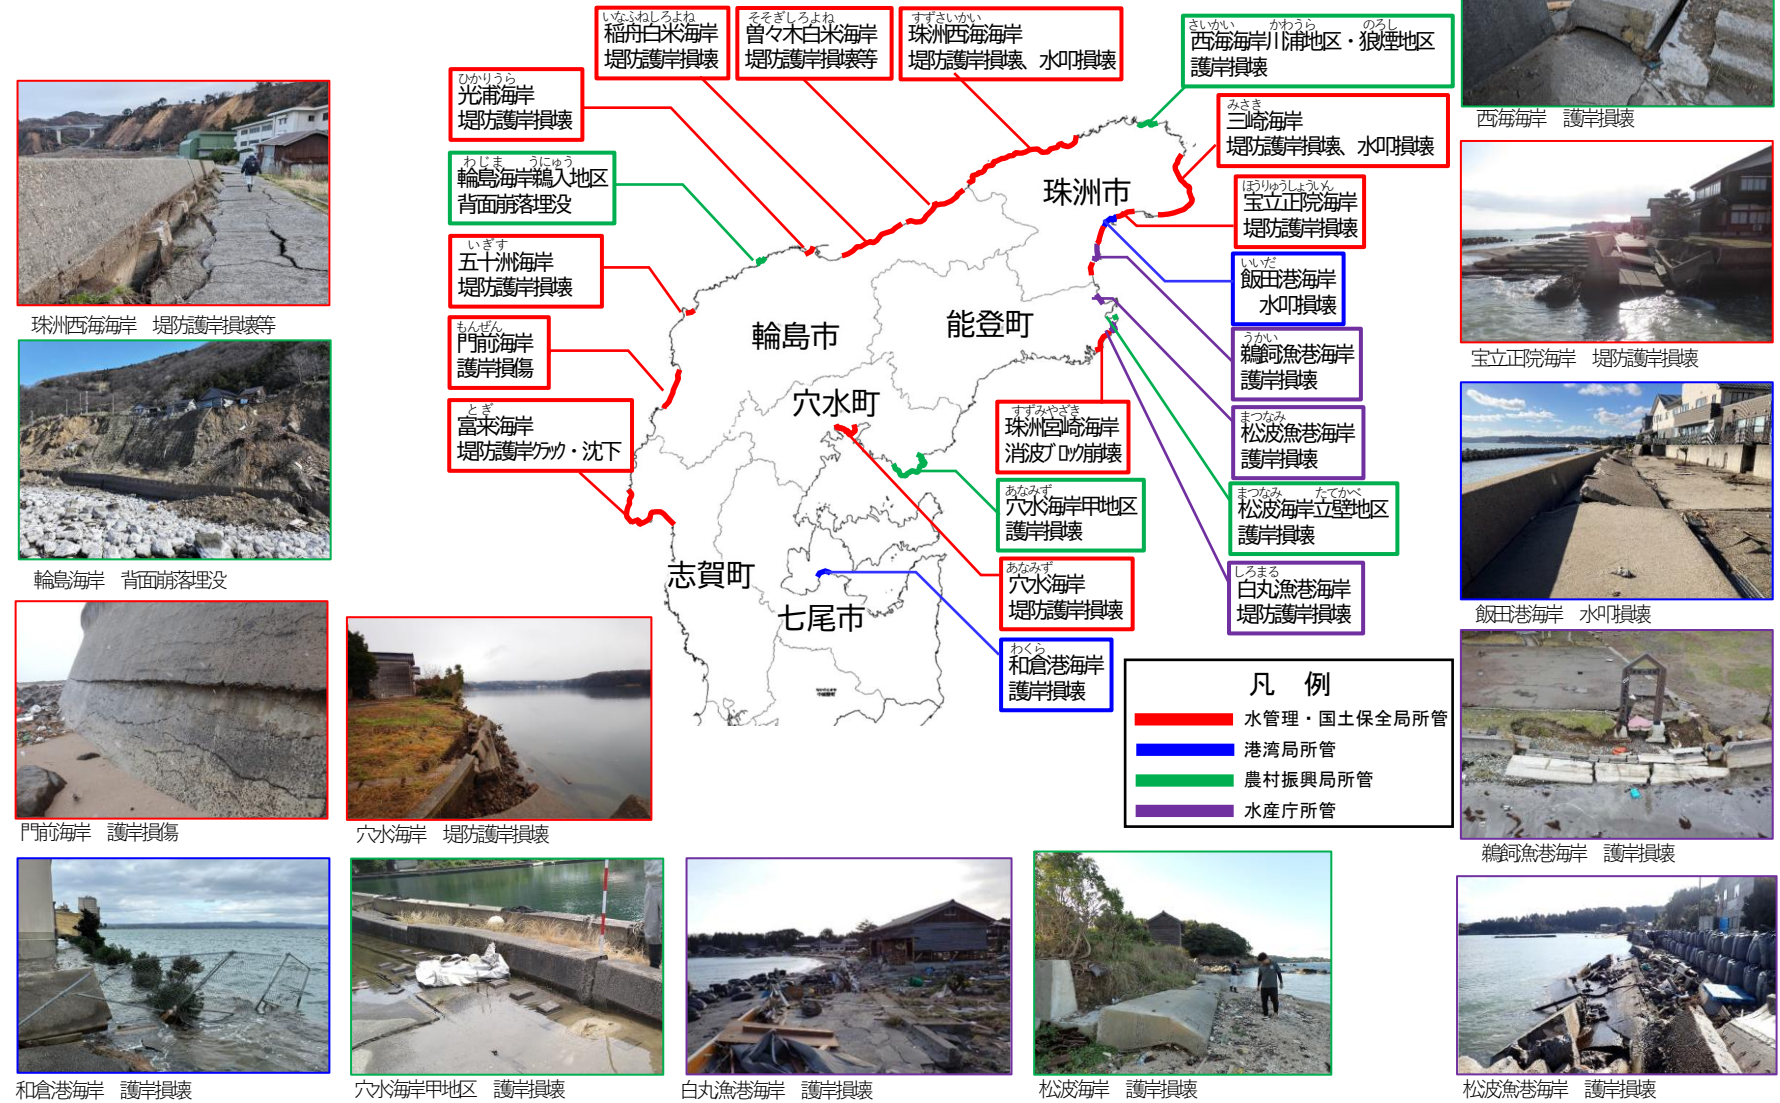 いなふねしろよね
稲舟白米海岸
堤防護岸損壊
そそぎしろよね
曽々木白米海岸
堤防護岸損壊等
すずさいかい
珠洲西海海岸
堤防護岸損壊、水叩損壊
さいかい かわうら のろし
西海海岸川浦地区・狼煙地区
護岸損壊
ひかりうら
光浦海岸
堤防護岸損壊
みさき
三崎海岸
堤防護岸損壊、水叩損壊
わじま うにゅう
輪島海岸鵜入地区
背面崩落埋没
ほうりゅうしょういん
宝立正院海岸
堤防護岸損壊
いぎす
五十洲海岸
堤防護岸損壊
いいだ
飯田港海岸
水叩損壊
もんぜん
門前海岸
護岸損傷
うかい
鵜飼漁港海岸
護岸損壊
とぎ
富来海岸
堤防護岸クラック・沈下
すずみやざき
珠洲宮崎海岸
消波ブロック崩壊
まつなみ
松波漁港海岸
護岸損壊
あなみず
穴水海岸甲地区
護岸損壊
まつなみ たてかべ
松波海岸立壁地区
護岸損壊
あなみず
穴水海岸
堤防護岸損壊
しろまる
白丸漁港海岸
堤防護岸損壊
わくら
和倉港海岸
護岸損壊
珠洲市
能登町
輪島市
穴水町
志賀町
七尾市
凡 例
水管理・国土保全局所管
港湾局所管
農村振興局所管
水産庁所管
珠洲西海海岸 堤防護岸損壊等
輪島海岸 背面崩落埋没
門前海岸 護岸損傷
穴水海岸 堤防護岸損壊
和倉港海岸 護岸損壊
穴水海岸甲地区 護岸損壊
白丸漁港海岸 護岸損壊
松波海岸 護岸損壊
西海海岸 護岸損壊
宝立正院海岸 堤防護岸損壊
飯田港海岸 水叩損壊
鵜飼漁港海岸 護岸損壊
松波漁港海岸 護岸損壊